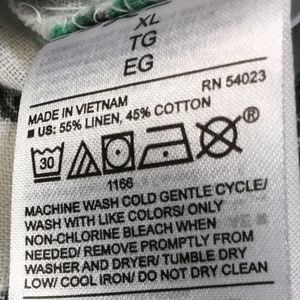 XL
TG
EG
RN 54023
MADE IN VIETNAM
■ US: 55% LINEN, 45% COTTON
30
1166
MACHINE WASH COLD GENTLE CYCLE/
WASH WITH LIKE COLORS/ ONLY
NON-CHLORINE BLEACH WHEN
NEEDED/ REMOVE PROMPTLY FROM
WASHER AND DRYER/ TUMBLE DRY
LOW/ COOL IRON/ DO NOT DRY CLEAN